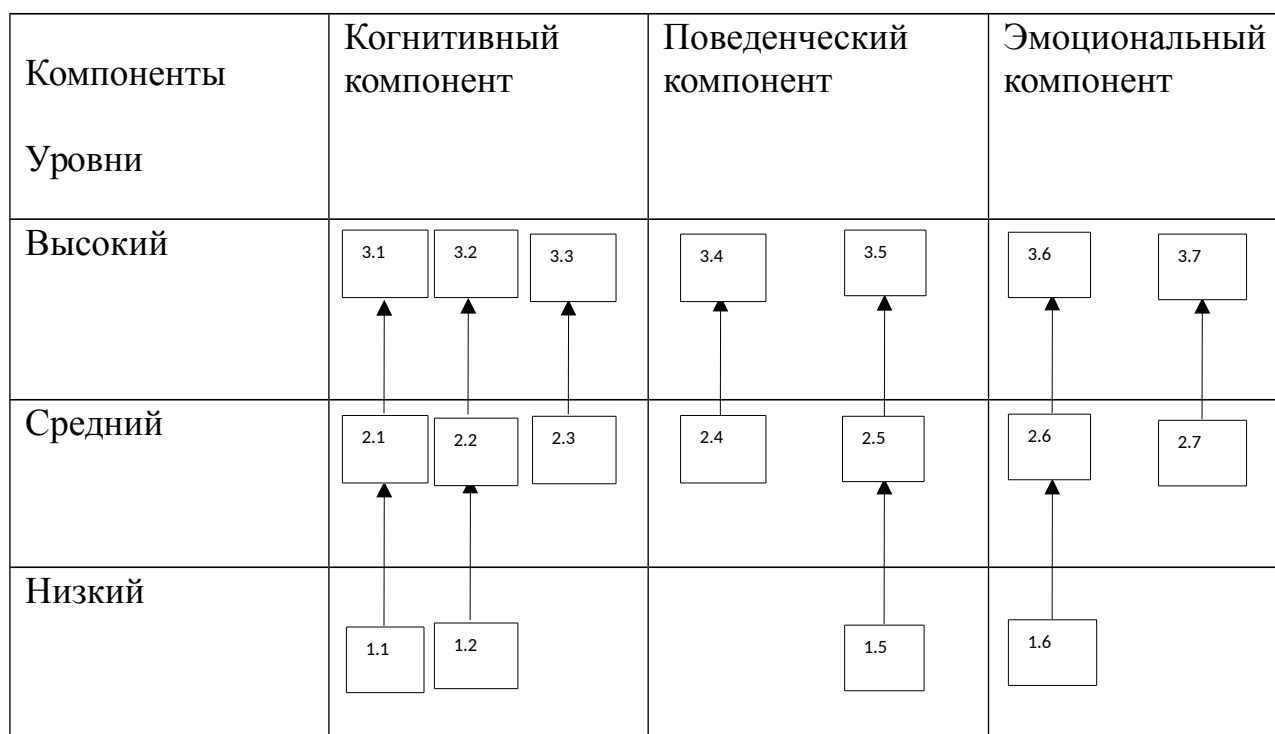 Компоненты
Уровни
Когнитивный
компонент
Поведенческий
компонент
Эмоциональный
компонент
Высокий
3.1
3.2
3.3
3.4
3.5
3.6
3.7
Средний
2.1
2.2
2.3
2.4
2.5
2.6
2.7
Низкий
1.1
1.2
1.5
1.6